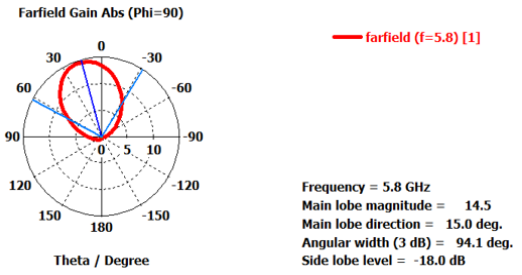 Farfield Gain Abs (Phi=90)
farfield (f=5.8) [1]
0
30
-30
60
-60
90
0 5 10
-90
120
-120
150
-150
180
Theta / Degree
Frequency = 5.8 GHz
Main lobe magnitude = 14.5
Main lobe direction = 15.0 deg.
Angular width (3 dB) = 94.1 deg.
Side lobe level = -18.0 dB